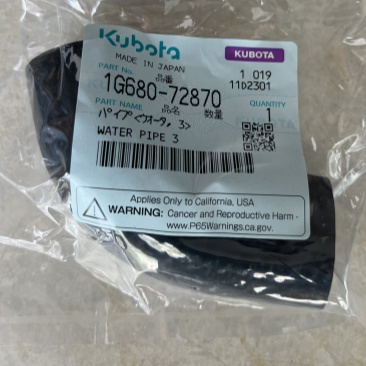 Kubota
KUBOTA
MADE IN JAPAN
PART No. 品番
1 019
1G680-72870
11b2301
PART NAME 品名
数量
QUANTITY
パイプ<ウオータ, 3>
1
WATER PIPE 3
Applies Only to California, USA
WARNING: Cancer and Reproductive Harm -
www.P65Warnings.ca.gov.